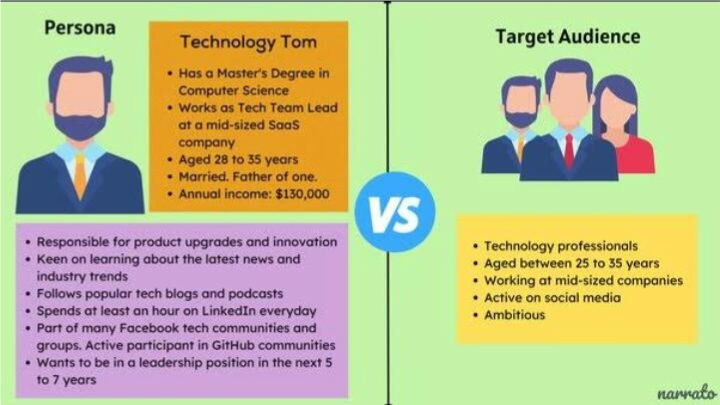 Persona
Technology Tom
• Has a Master's Degree in
Computer Science
• Works as Tech Team Lead
at a mid-sized SaaS
company
• Aged 28 to 35 years
• Married. Father of one.
• Annual income: $130,000
• Responsible for product upgrades and innovation
• Keen on learning about the latest news and
industry trends
• Follows popular tech blogs and podcasts
• Spends at least an hour on LinkedIn everyday
• Part of many Facebook tech communities and
groups. Active participant in GitHub communities
• Wants to be in a leadership position in the next 5
to 7 years
VS
Target Audience
• Technology professionals
• Aged between 25 to 35 years
• Working at mid-sized companies
• Active on social media
• Ambitious
narrato